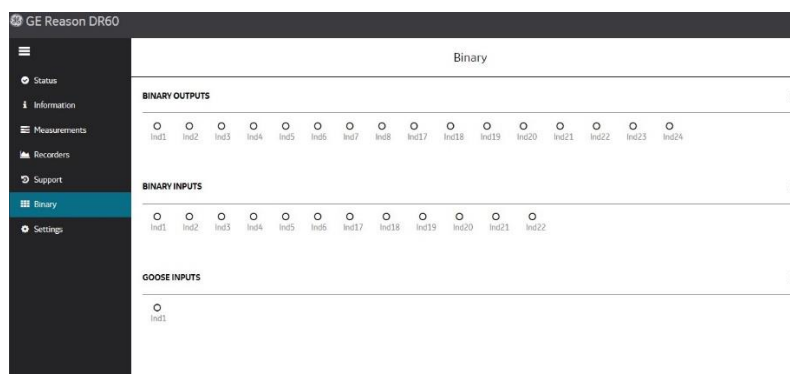 GE Reason DR60
Binary
Status
Information
Measurements
Recorders
Support
Binary
Settings
BINARY OUTPUTS
Ind1 Ind2 Ind3 Ind4 Ind5 Ind6 Ind7 Ind8 Ind17 Ind18 Ind19 Ind20 Ind21 Ind22 Ind23 Ind24
BINARY INPUTS
Ind1 Ind2 Ind3 Ind4 Ind5 Ind6 Ind17 Ind18 Ind19 Ind20 Ind21 Ind22
GOOSE INPUTS
Ind1